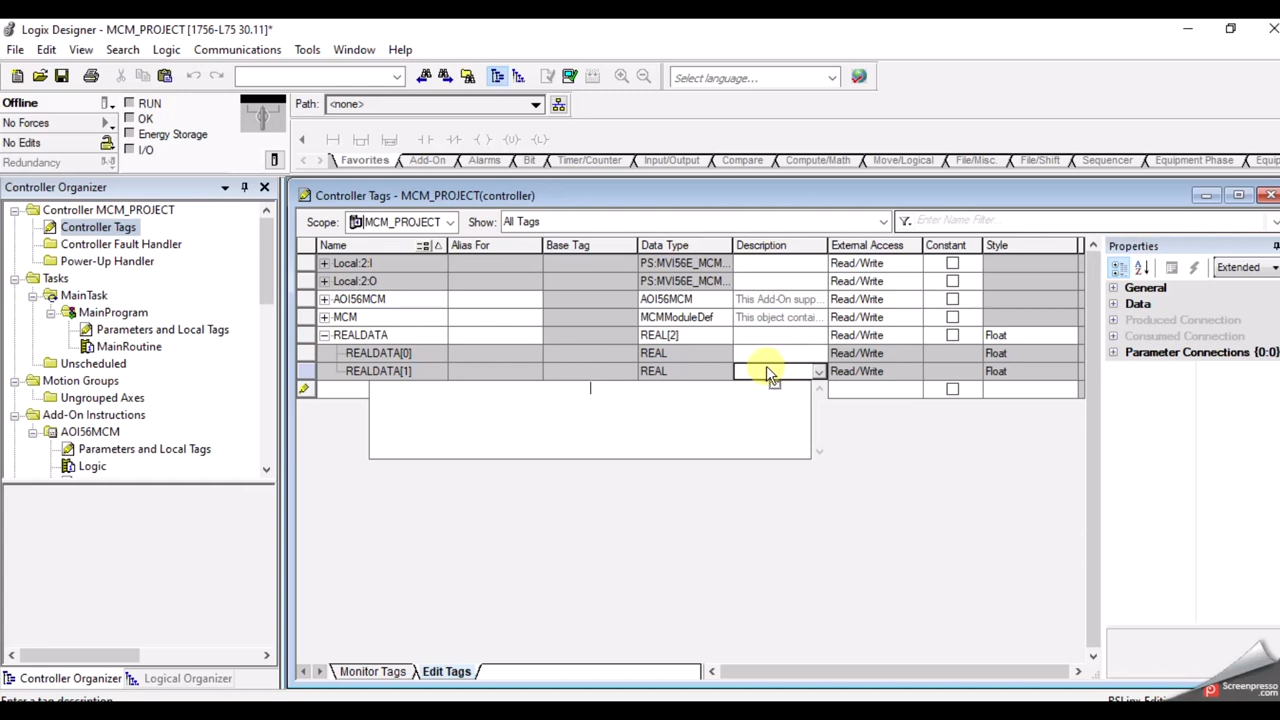 Logix Designer - MCM_PROJECT [1756-L75 30.11]*
File Edit View Search Logic Communications Tools Window Help
Select language...
Offline
No Forces
No Edits
Redundancy
RUN
OK
Energy Storage
I/O
Path: <none>
Favorites Add-On Alarms Bit Timer/Counter Input/Output Compare Compute/Math Move/Logical File/Misc. File/Shift Sequencer Equipment Phase
Controller Organizer
Controller MCM_PROJECT
Controller Tags
Controller Fault Handler
Power-Up Handler
Tasks
MainTask
MainProgram
Parameters and Local Tags
MainRoutine
Unscheduled
Motion Groups
Ungrouped Axes
Add-On Instructions
AOI56MCM
Parameters and Local Tags
Logic
Controller Organizer Logical Organizer
Controller Tags - MCM_PROJECT(controller)
Scope: MCM_PROJECT Show: All Tags Enter Name Filter...
Name Alias For Base Tag Data Type Description External Access Constant Style
Local:2:I PS:MVI56E_MCM... Read/Write
Local:2:O PS:MVI56E_MCM... Read/Write
AOI56MCM AOI56MCM This Add-On supp... Read/Write
MCM MCMModuleDef This object contai... Read/Write
REALDATA REAL[2] Read/Write Float
REALDATA[0] REAL Read/Write Float
REALDATA[1] REAL Read/Write Float
Monitor Tags Edit Tags
Properties
Extended
General
Data
Produced Connection
Consumed Connection
Parameter Connections {0:0}
Screenpresso
.com